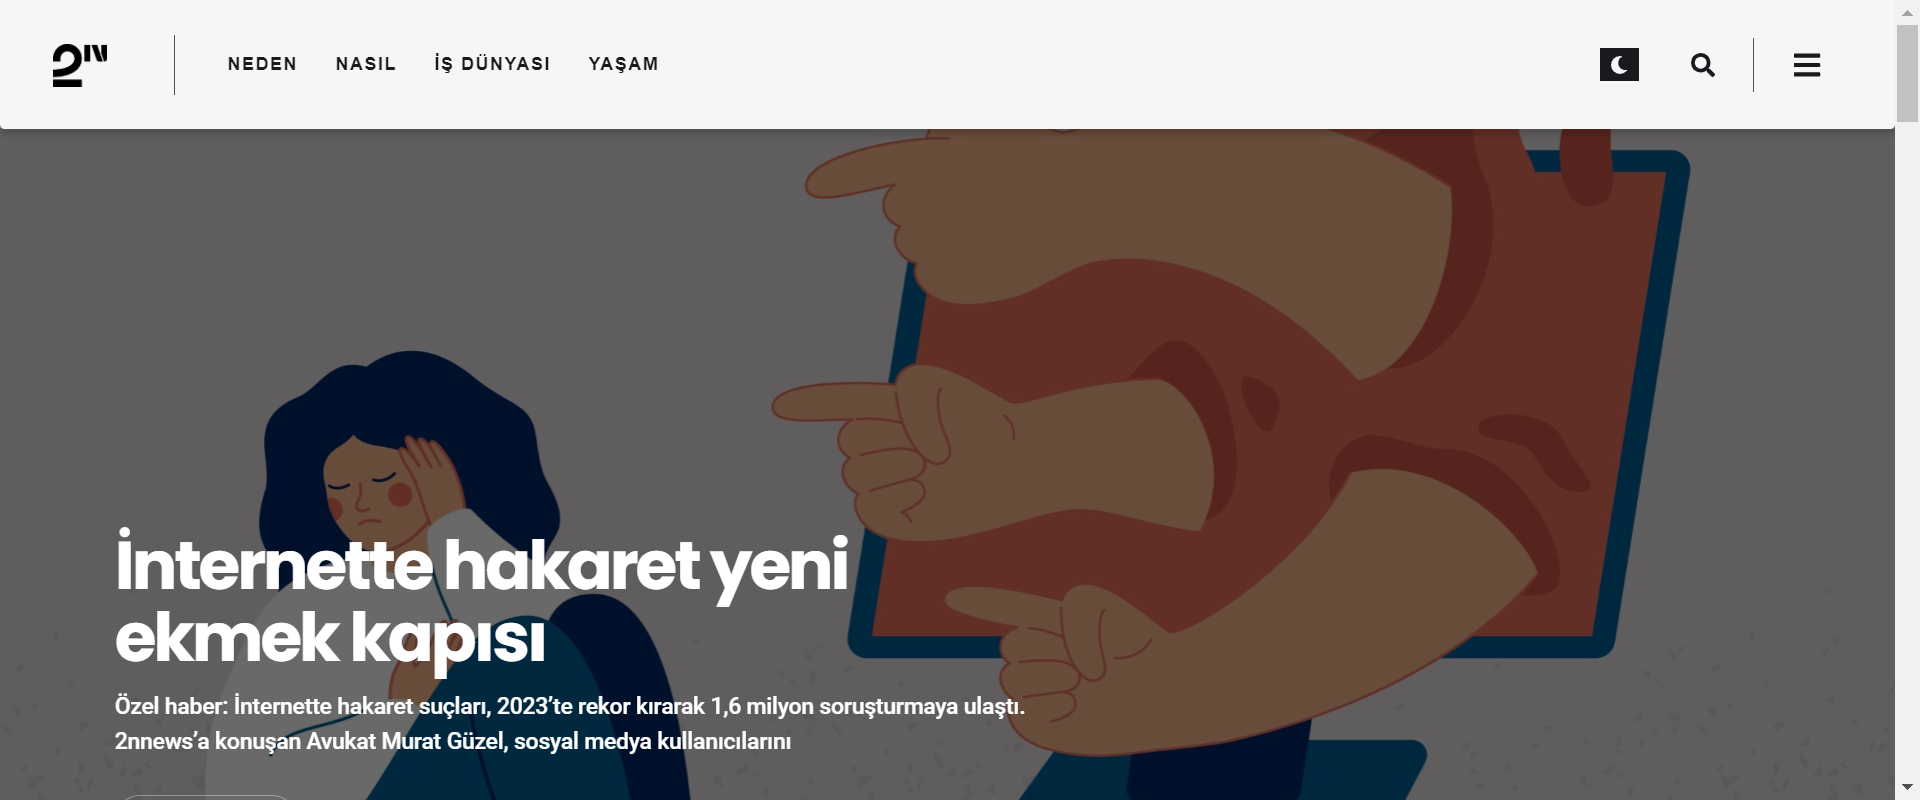 2N
NEDEN NASIL İŞ DÜNYASI YAŞAM
İnternette hakaret yeni
ekmek kapısı
Özel haber: İnternette hakaret suçları, 2023’te rekor kırarak 1,6 milyon soruşturmaya ulaştı.
2nnews’a konuşan Avukat Murat Güzel, sosyal medya kullanıcılarını